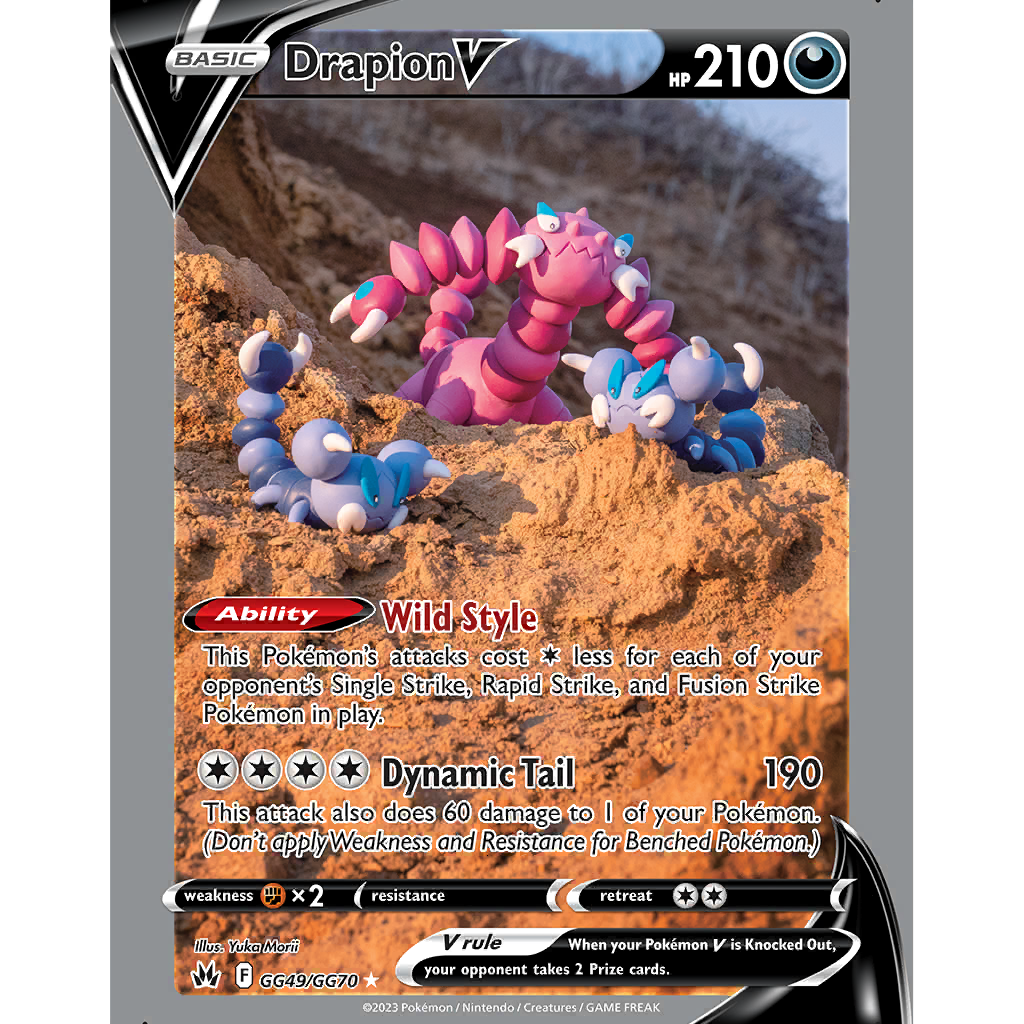 BASIC Drapion V HP 210
Ability Wild Style
This Pokémon's attacks cost less for each of your
opponent's Single Strike, Rapid Strike, and Fusion Strike
Pokémon in play.
Dynamic Tail 190
This attack also does 60 damage to 1 of your Pokémon.
(Don't apply Weakness and Resistance for Benched Pokémon.)
weakness ×2 resistance retreat
Illus. Yuka Morii
V rule When your Pokémon V is Knocked Out,
your opponent takes 2 Prize cards.
F GG49/GG70
©2023 Pokémon / Nintendo / Creatures / GAME FREAK